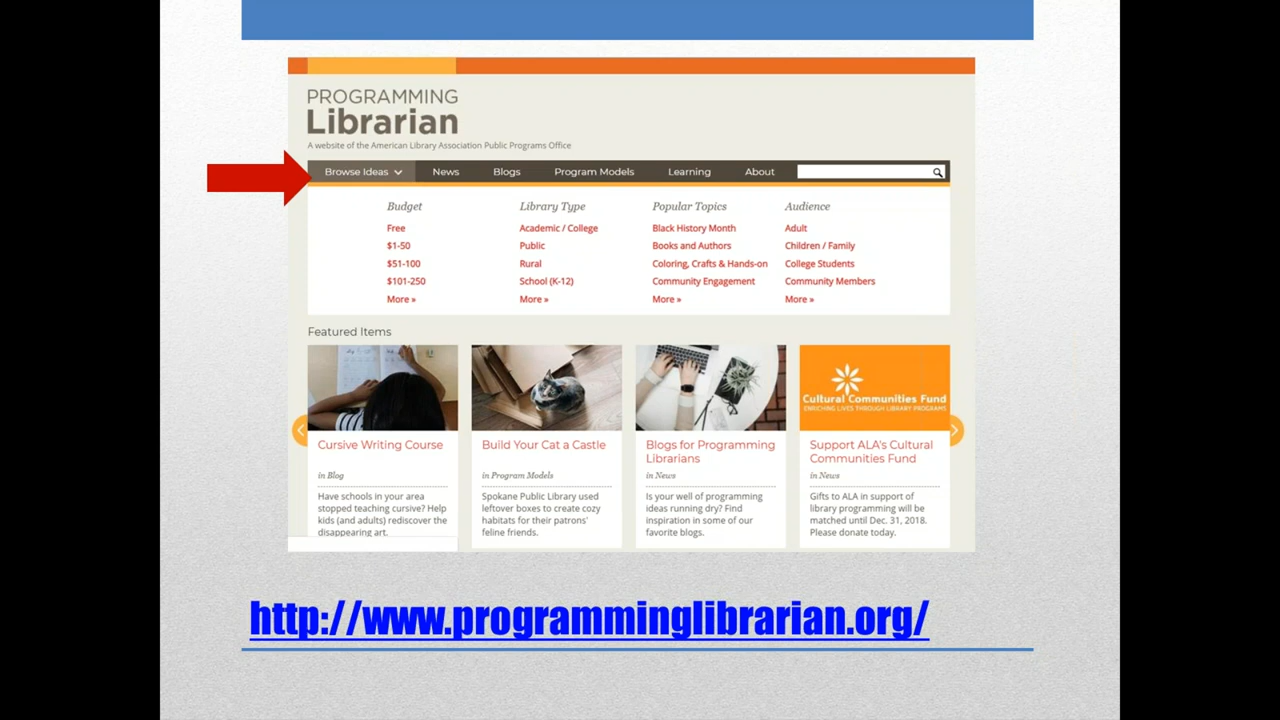 PROGRAMMING
Librarian
A website of the American Library Association Public Programs Office
Browse Ideas News Blogs Program Models Learning About
Budget Library Type Popular Topics Audience
Free Academic / College Black History Month Adult
$1-50 Public Books and Authors Children / Family
$51-100 Rural Coloring, Crafts & Hands-on College Students
$101-250 School (K-12) Community Engagement Community Members
More » More » More » More »
Featured Items
Cultural Communities Fund
ENRICHING LIVES THROUGH LIBRARY PROGRAMS
Cursive Writing Course
in Blog
Have schools in your area
stopped teaching cursive? Help
kids (and adults) rediscover the
disappearing art.
Build Your Cat a Castle
in Program Models
Spokane Public Library used
leftover boxes to create cozy
habitats for their patrons'
feline friends.
Blogs for Programming
Librarians
in News
Is your well of programming
ideas running dry? Find
inspiration in some of our
favorite blogs.
Support ALA's Cultural
Communities Fund
in News
Gifts to ALA in support of
library programming will be
matched until Dec. 31, 2018.
Please donate today.
http://www.programminglibrarian.org/